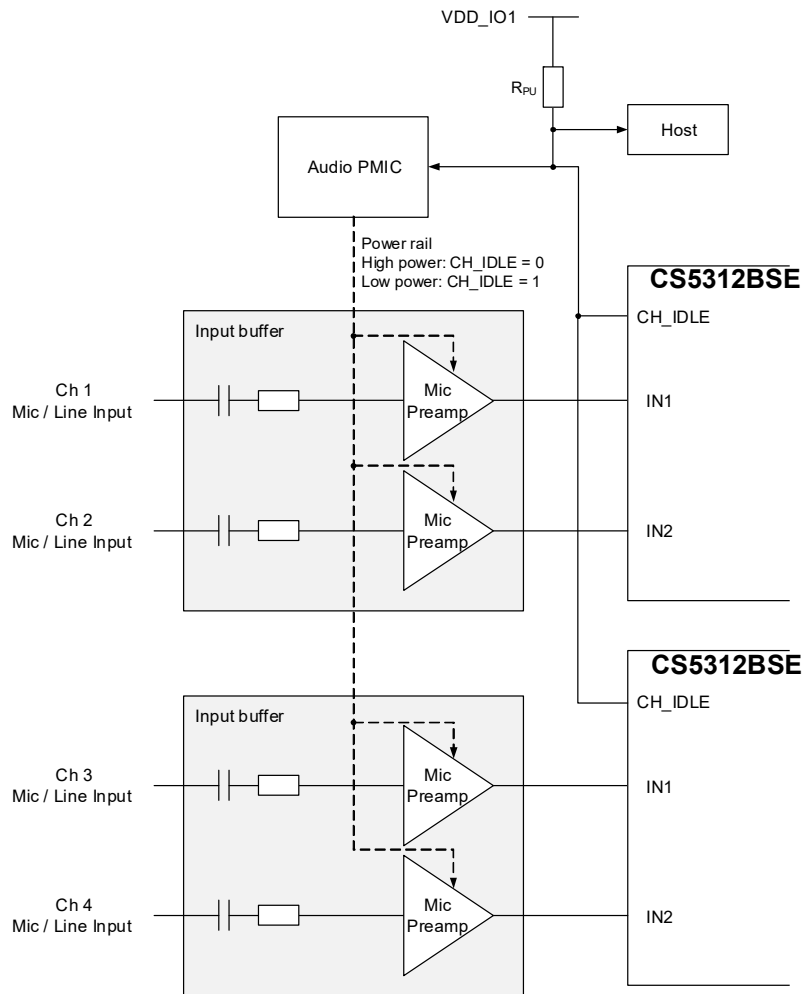 VDD_IO1
R_PU
Host
Audio PMIC
Power rail
High power: CH_IDLE = 0
Low power: CH_IDLE = 1
CS5312BSE
CH_IDLE
Input buffer
Ch 1
Mic / Line Input
Mic
Preamp
IN1
Ch 2
Mic / Line Input
Mic
Preamp
IN2
CS5312BSE
CH_IDLE
Input buffer
Ch 3
Mic / Line Input
Mic
Preamp
IN1
Ch 4
Mic / Line Input
Mic
Preamp
IN2